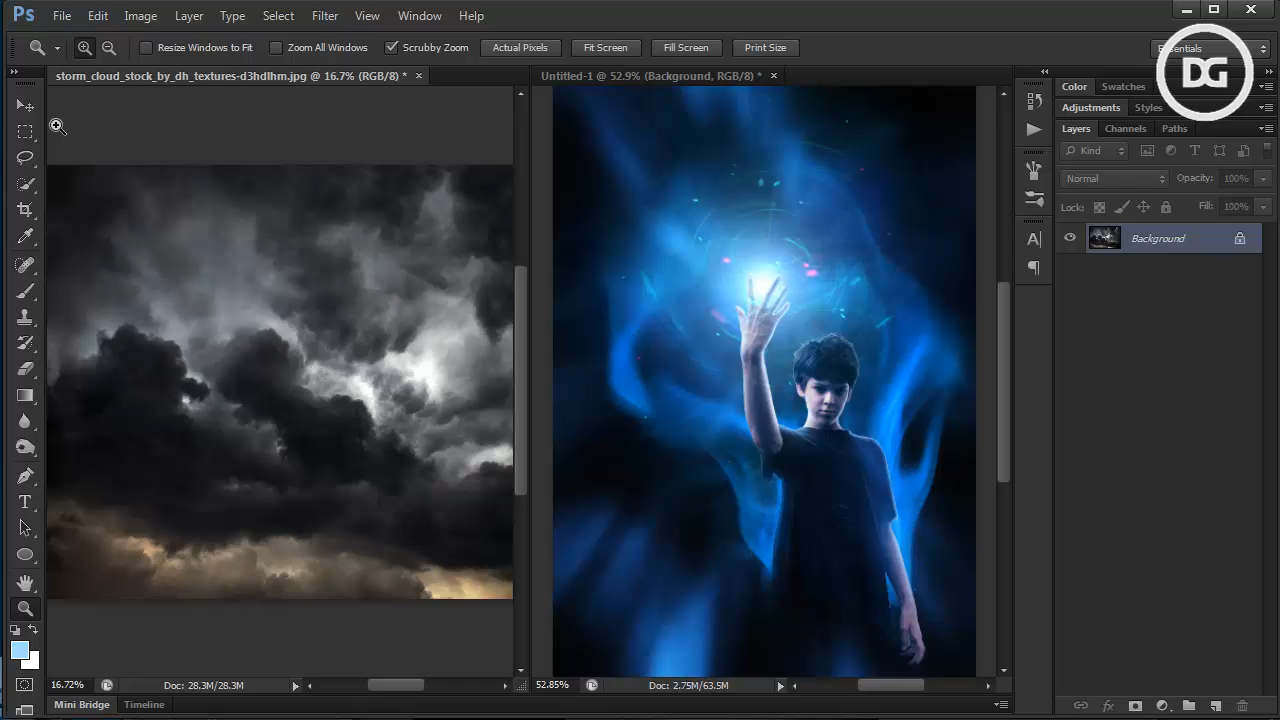 Ps File Edit Image Layer Type Select Filter View Window Help
Resize Windows to Fit Zoom All Windows Scrubby Zoom Actual Pixels Fit Screen Fill Screen Print Size
DG
storm_cloud_stock_by_dh_textures-d3hdlhm.jpg @ 16.7% (RGB/8) * ×
Untitled-1 @ 52.9% (Background, RGB/8) * ×
Color Swatches
Adjustments Styles
Layers Channels Paths
Kind T
Normal Opacity: 100%
Lock: Fill: 100%
Background
A
T
fx
16.72% Doc: 28.3M/28.3M
52.85% Doc: 2.75M/63.5M
Mini Bridge Timeline